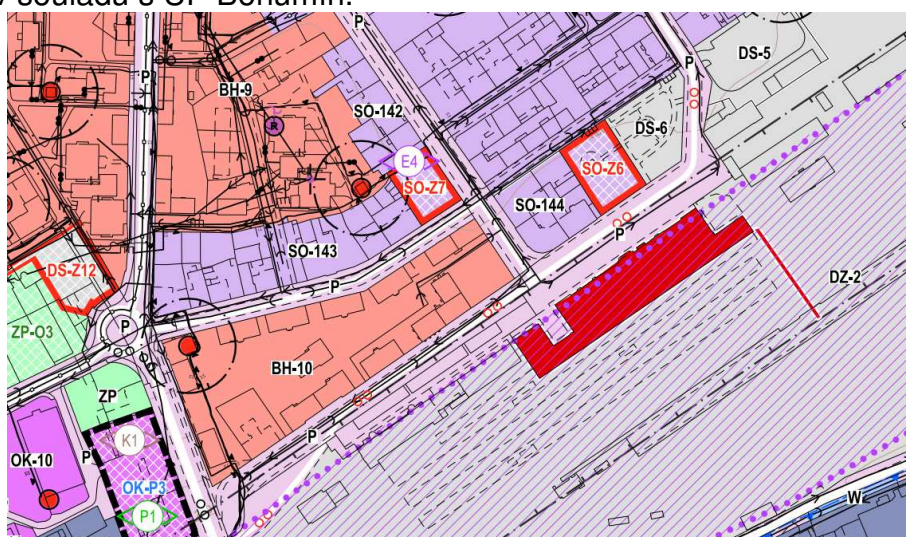 v souladu s ÚP Bohumín.
DS-5
P
P
BH-9
SO-142
DS-6
R
E4
SO-Z6
SO-Z7
SO-144
P
SO-143
DS-Z12
DZ-2
P
P
ZP-O3
BH-10
ZP
K1
P
OK-10
P
OK-P3
W
P1